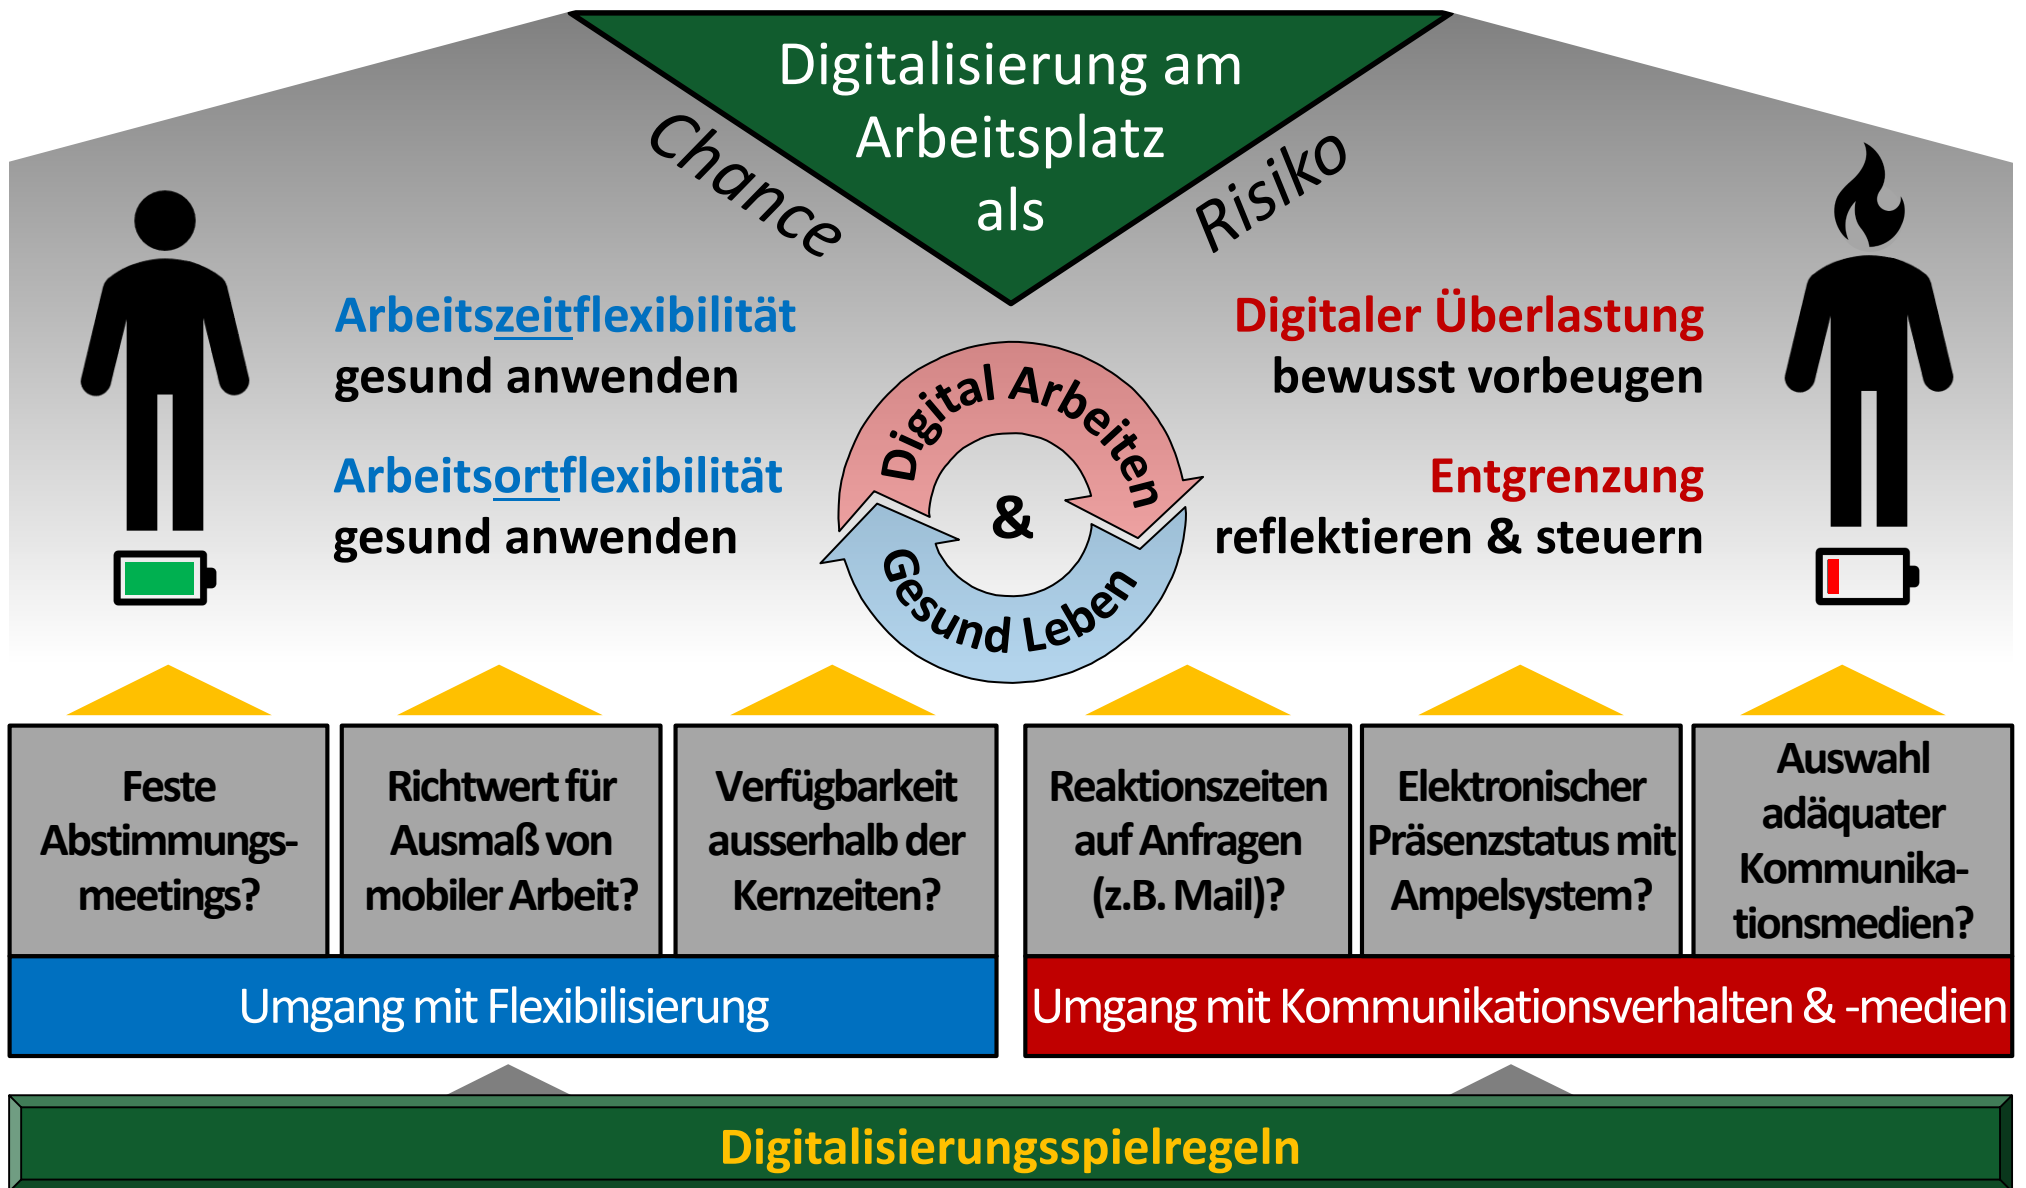 Digitalisierung am
Arbeitsplatz
als
Chance
Risiko
Arbeitszeitflexibilität
gesund anwenden
Arbeitsortflexibilität
gesund anwenden
Digital Arbeiten
&
Gesund Leben
Digitaler Überlastung
bewusst vorbeugen
Entgrenzung
reflektieren & steuern
Feste
Abstimmungs-
meetings?
Richtwert für
Ausmaß von
mobiler Arbeit?
Verfügbarkeit
ausserhalb der
Kernzeiten?
Reaktionszeiten
auf Anfragen
(z.B. Mail)?
Elektronischer
Präsenzstatus mit
Ampelsystem?
Auswahl
adäquater
Kommunika-
tionsmedien?
Umgang mit Flexibilisierung
Umgang mit Kommunikationsverhalten & -medien
Digitalisierungsspielregeln